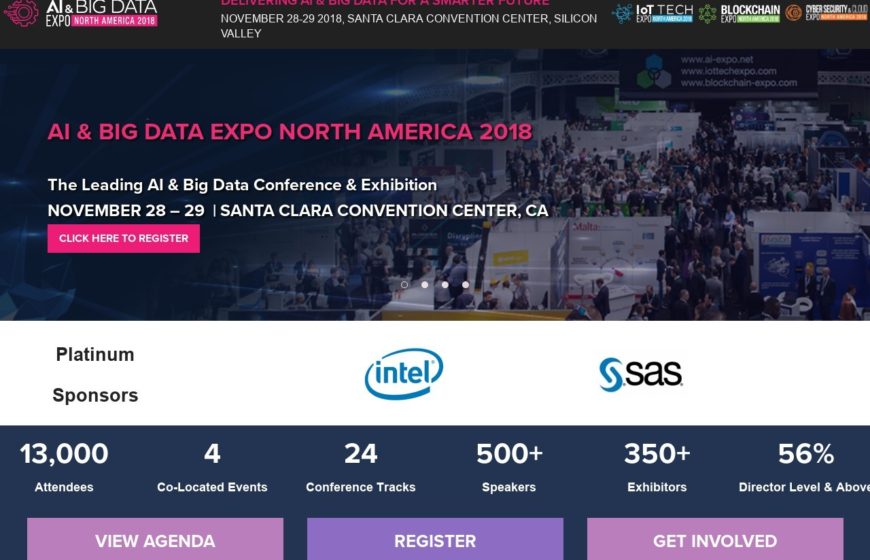 AI & BIG DATA
EXPO NORTH AMERICA 2018
DELIVERING AI & BIG DATA FOR A SMARTER FUTURE
NOVEMBER 28-29 2018, SANTA CLARA CONVENTION CENTER, SILICON
VALLEY
IoT TECH
EXPO NORTH AMERICA 2018
BLOCKCHAIN
EXPO NORTH AMERICA 2018
CYBER SECURITY & CLOUD
EXPO NORTH AMERICA 2018
www.ai-expo.net
www.iottechexpo.com
www.blockchain-expo.com
AI & BIG DATA EXPO NORTH AMERICA 2018
The Leading AI & Big Data Conference & Exhibition
NOVEMBER 28 – 29 | SANTA CLARA CONVENTION CENTER, CA
CLICK HERE TO REGISTER
Disruptive
Malta:
Platinum
Sponsors
intel
sas
13,000
Attendees
4
Co-Located Events
24
Conference Tracks
500+
Speakers
350+
Exhibitors
56%
Director Level & Above
VIEW AGENDA
REGISTER
GET INVOLVED